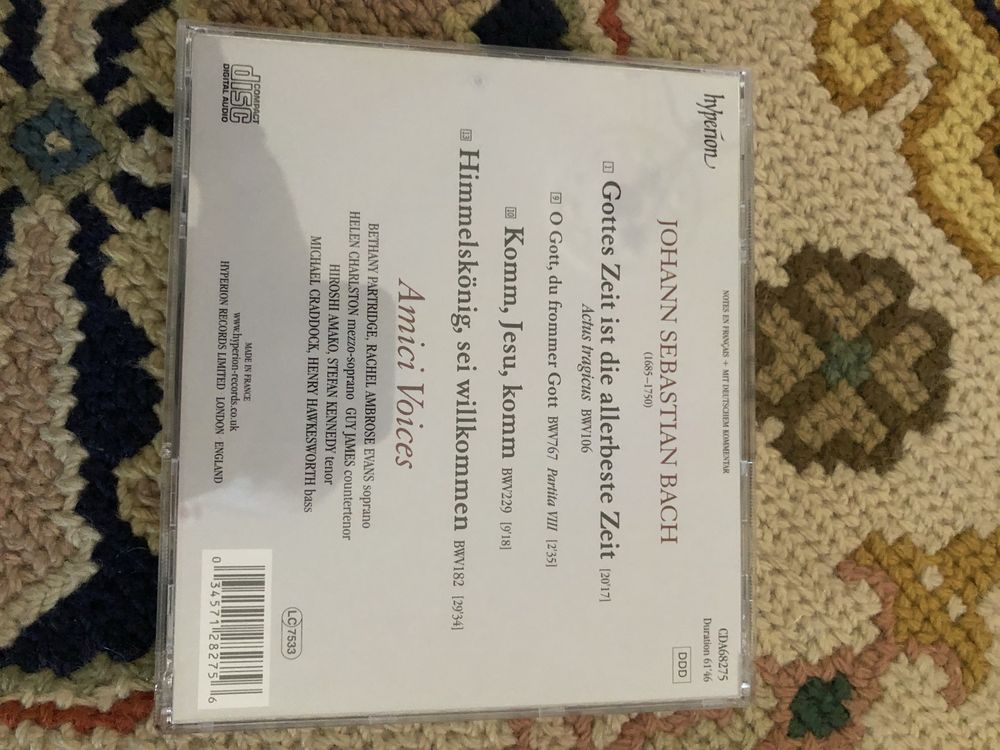 hyperion
NOTES EN FRANÇAIS + MIT DEUTSCHEM KOMMENTAR
CDA68275
Duration 61'46
DDD
JOHANN SEBASTIAN BACH
(1685–1750)
1 Gottes Zeit ist die allerbeste Zeit [20'17]
Actus tragicus BWV106
9 O Gott, du frommer Gott BWV767 Partita VIII [2'35]
10 Komm, Jesu, komm BWV229 [9'18]
13 Himmelskönig, sei willkommen BWV182 [29'34]
Amici Voices
BETHANY PARTRIDGE, RACHEL AMBROSE EVANS soprano
HELEN CHARLSTON mezzo-soprano GUY JAMES countertenor
HIROSHI AMAKO, STEFAN KENNEDY tenor
MICHAEL CRADDOCK, HENRY HAWKESWORTH bass
COMPACT
disc
DIGITAL AUDIO
MADE IN FRANCE
www.hyperion-records.co.uk
HYPERION RECORDS LIMITED LONDON ENGLAND
LC 7533
0 34571 28275 6